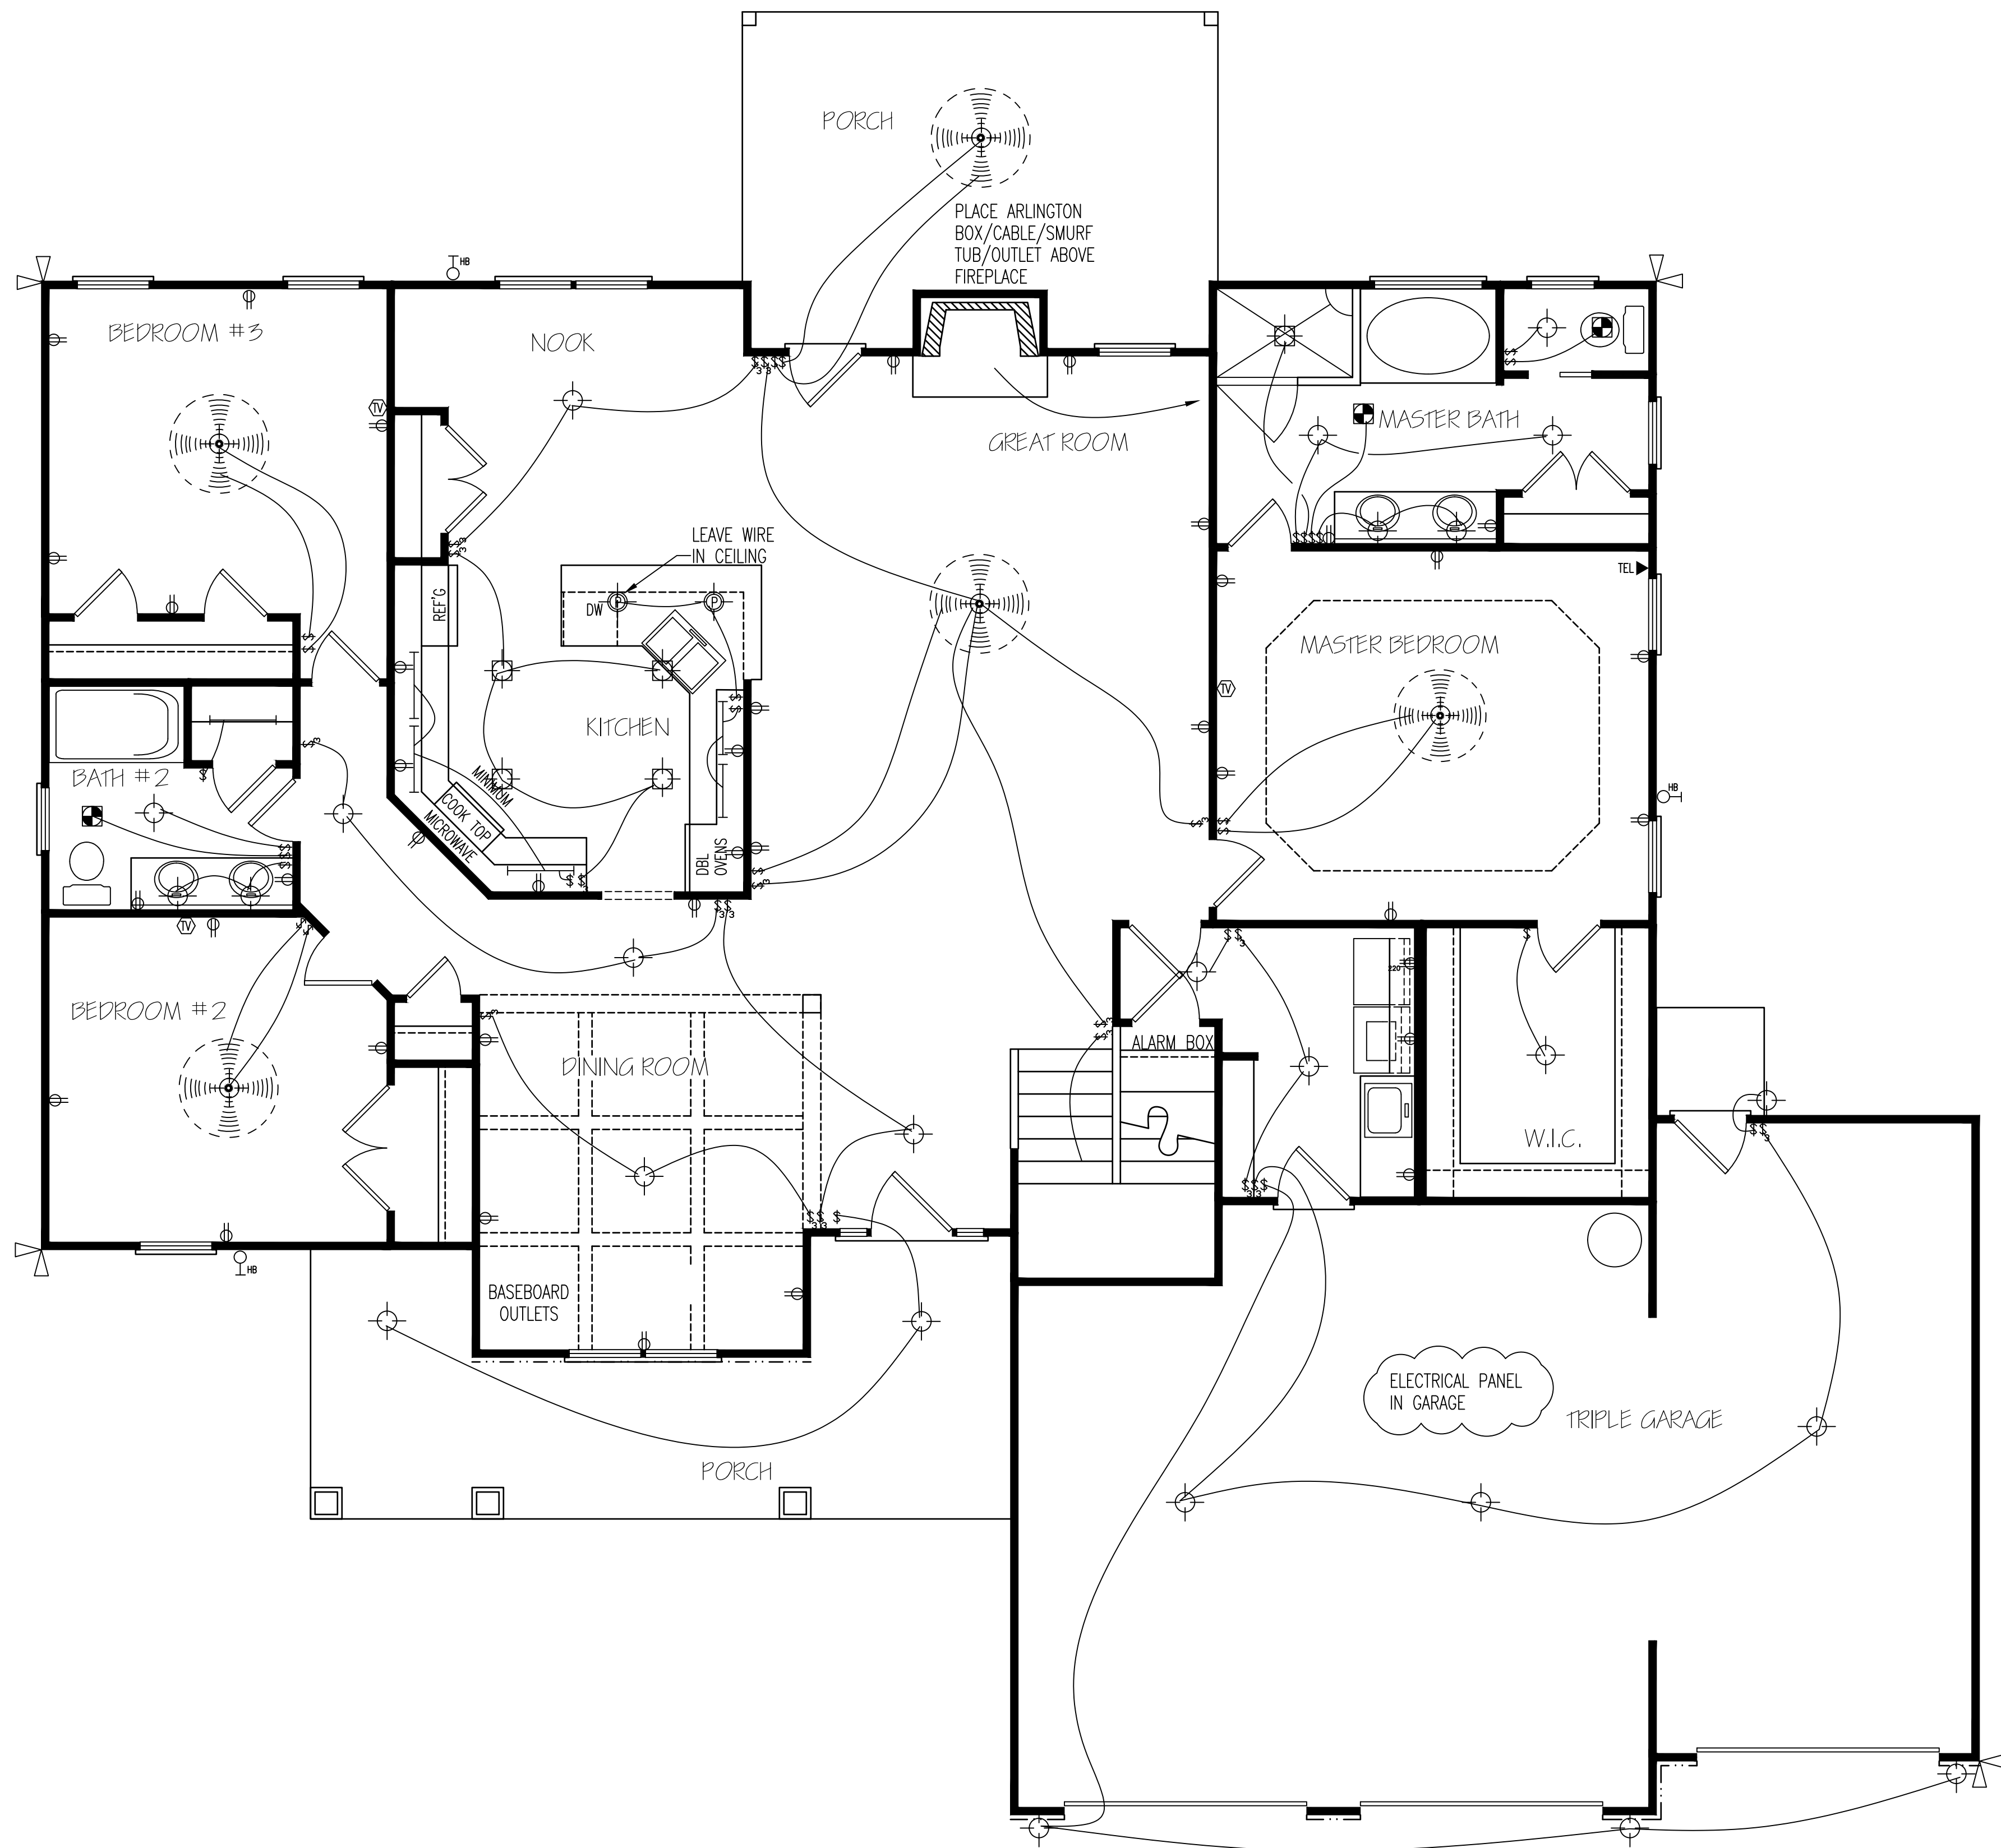 PORCH
PLACE ARLINGTON
BOX/CABLE/SMURF
TUB/OUTLET ABOVE
FIREPLACE
HB
BEDROOM #3
NOOK
TV
GREAT ROOM
MASTER BATH
LEAVE WIRE
IN CEILING
REF'G
DW
P
P
TEL
MASTER BEDROOM
TV
KITCHEN
MINIMUM
COOK TOP
MICROWAVE
DBL
OVENS
BATH #2
HB
TV
BEDROOM #2
220
ALARM BOX
DINING ROOM
W.I.C.
HB
BASEBOARD
OUTLETS
ELECTRICAL PANEL
IN GARAGE
TRIPLE GARAGE
PORCH